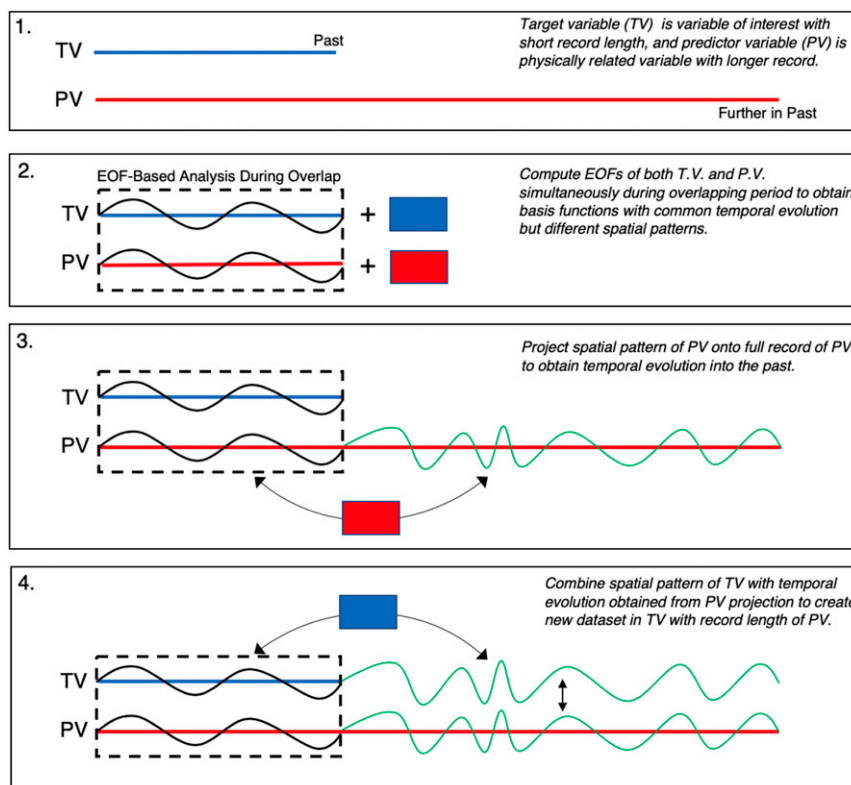 1.
Target variable (TV) is variable of interest with
short record length, and predictor variable (PV) is
physically related variable with longer record.
Past
TV
PV
Further in Past
2.
EOF-Based Analysis During Overlap
Compute EOFs of both T.V. and P.V.
simultaneously during overlapping period to obtain
basis functions with common temporal evolution
but different spatial patterns.
TV
+
PV
+
3.
Project spatial pattern of PV onto full record of PV
to obtain temporal evolution into the past.
TV
PV
4.
Combine spatial pattern of TV with temporal
evolution obtained from PV projection to create
new dataset in TV with record length of PV.
TV
PV